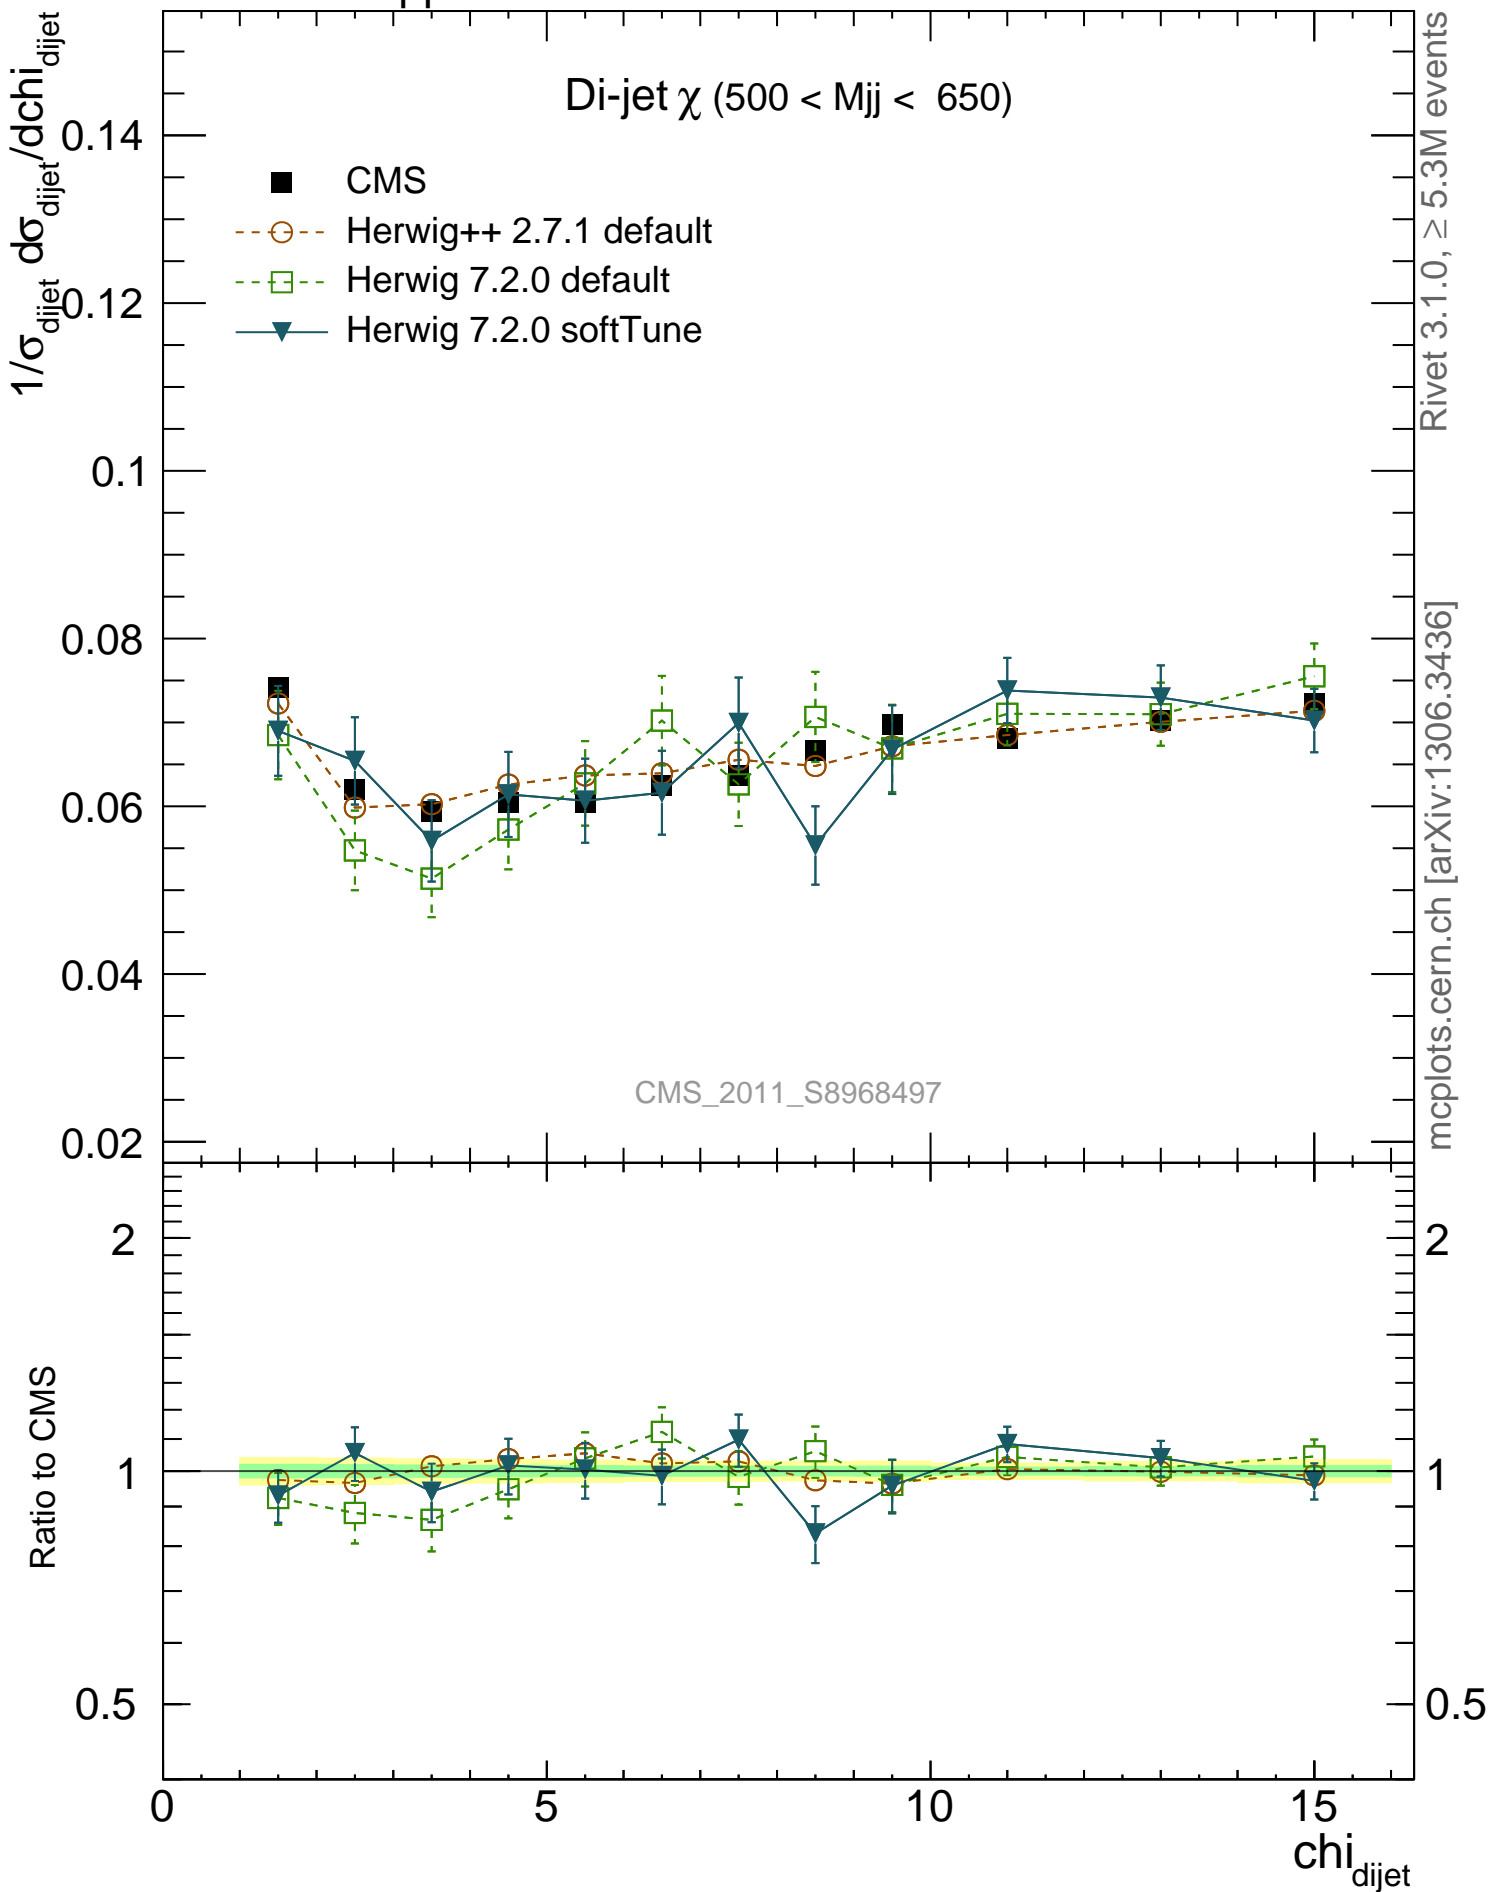 Di-jet χ (500 < Mjj < 650)
CMS
Herwig++ 2.7.1 default
Herwig 7.2.0 default
Herwig 7.2.0 softTune
1/σdijet dσdijet/dchidijet
0.14
0.12
0.1
0.08
0.06
0.04
0.02
CMS_2011_S8968497
Rivet 3.1.0, ≥ 5.3M events
mcplots.cern.ch [arXiv:1306.3436]
Ratio to CMS
2
1
0.5
2
1
0.5
0
5
10
15
chidijet